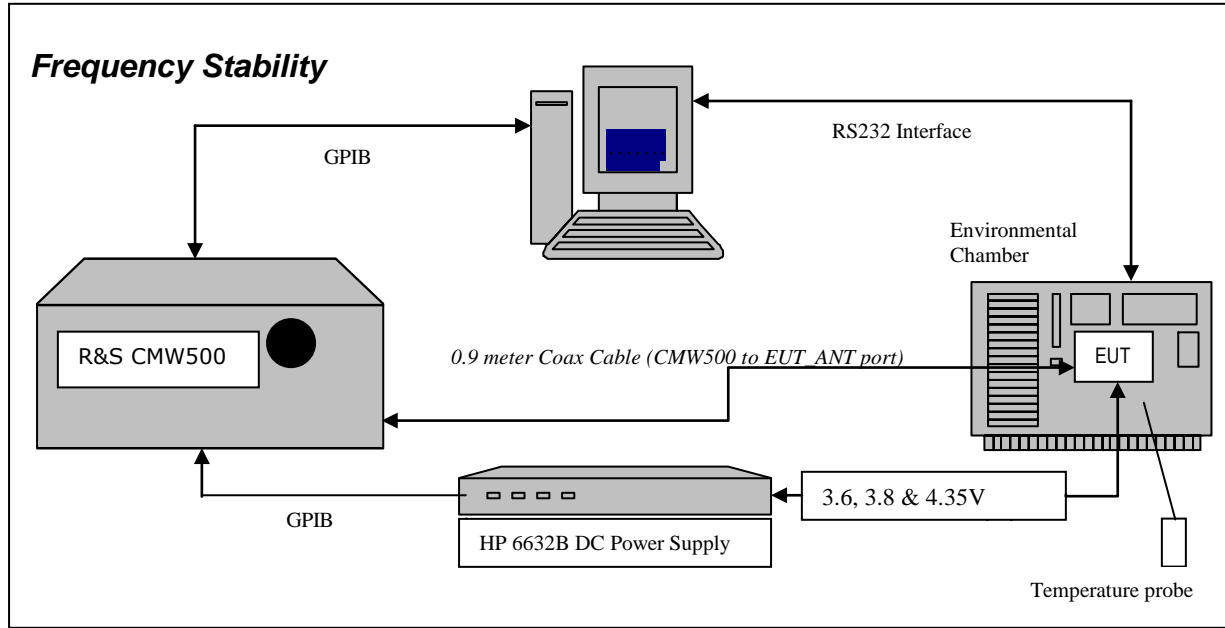 Frequency Stability
RS232 Interface
GPIB
Environmental
Chamber
R&S CMW500
0.9 meter Coax Cable (CMW500 to EUT_ANT port)
EUT
3.6, 3.8 & 4.35V
GPIB
HP 6632B DC Power Supply
Temperature probe